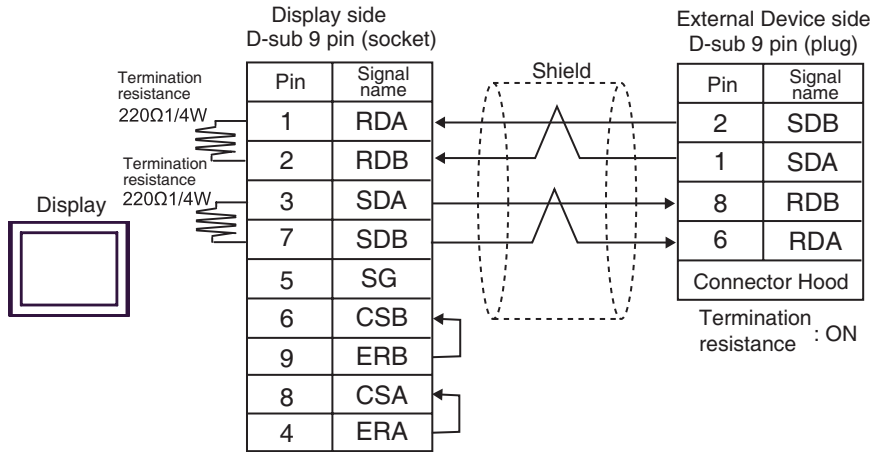 Display side
D-sub 9 pin (socket)
External Device side
D-sub 9 pin (plug)
Termination
resistance
220Ω1/4W
Termination
resistance
220Ω1/4W
Display
Pin Signal name
1 RDA
2 RDB
3 SDA
7 SDB
5 SG
6 CSB
9 ERB
8 CSA
4 ERA
Shield
Pin Signal name
2 SDB
1 SDA
8 RDB
6 RDA
Connector Hood
Termination
resistance : ON